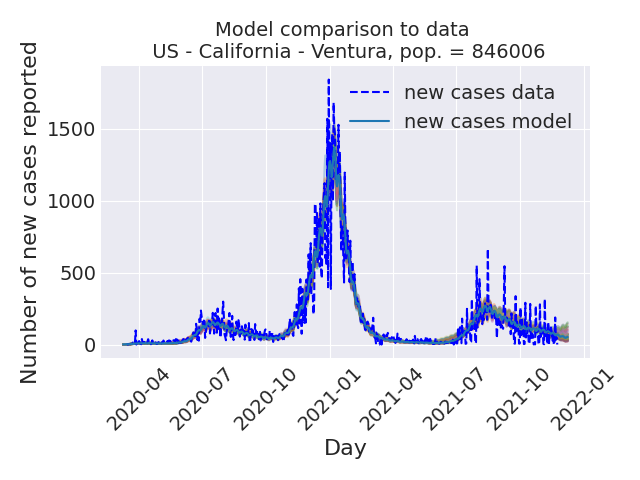 Model comparison to data
US - California - Ventura, pop. = 846006
new cases data
new cases model
Number of new cases reported
1500
1000
500
0
2020-04
2020-07
2020-10
2021-01
2021-04
2021-07
2021-10
2022-01
Day